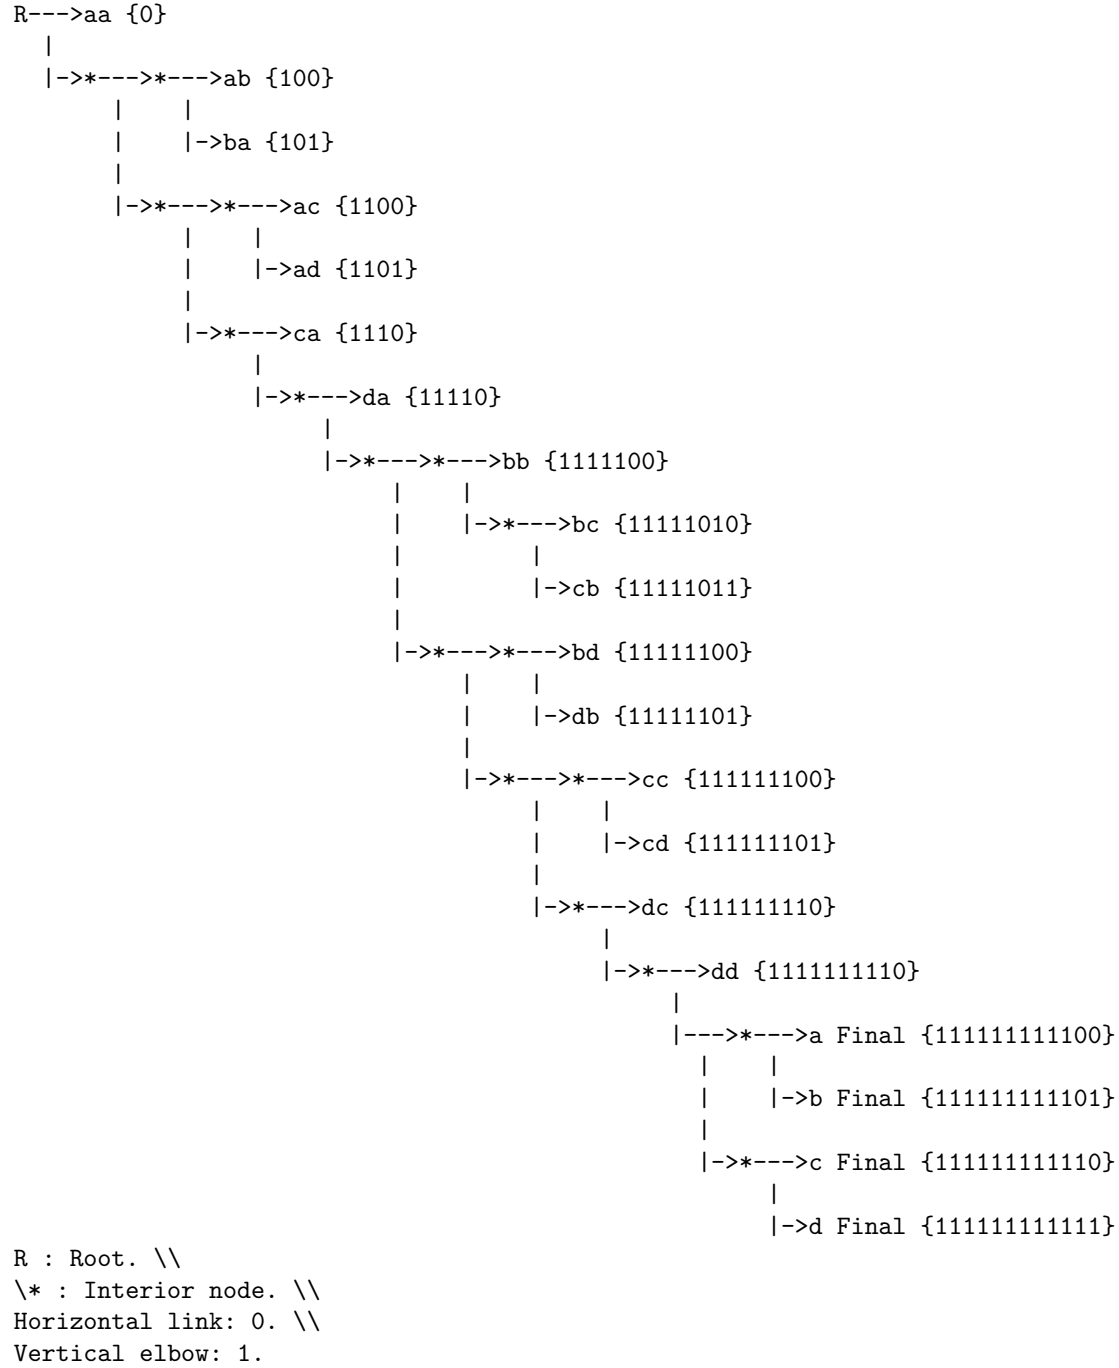 R--->aa {0}
  |
  |->*--->*--->ab {100}
        |    |
        |    |->ba {101}
        |
        |->*--->*--->ac {1100}
             |    |
             |    |->ad {1101}
             |
             |->*--->ca {1110}
                  |
                  |->*--->da {11110}
                       |
                       |->*--->*--->bb {1111100}
                            |    |
                            |    |->*--->bc {11111010}
                            |         |
                            |         |->cb {11111011}
                            |
                            |->*--->*--->bd {11111100}
                                 |    |
                                 |    |->db {11111101}
                                 |
                                 |->*--->*--->cc {111111100}
                                      |    |
                                      |    |->cd {111111101}
                                      |
                                      |->*--->dc {111111110}
                                           |
                                           |->*--->dd {1111111110}
                                                |
                                                |--->*--->a Final {111111111100}
                                                  |    |
                                                  |    |->b Final {111111111101}
                                                  |
                                                  |->*--->c Final {111111111110}
                                                       |
                                                       |->d Final {111111111111}
R : Root. \\
\* : Interior node. \\
Horizontal link: 0. \\
Vertical elbow: 1.